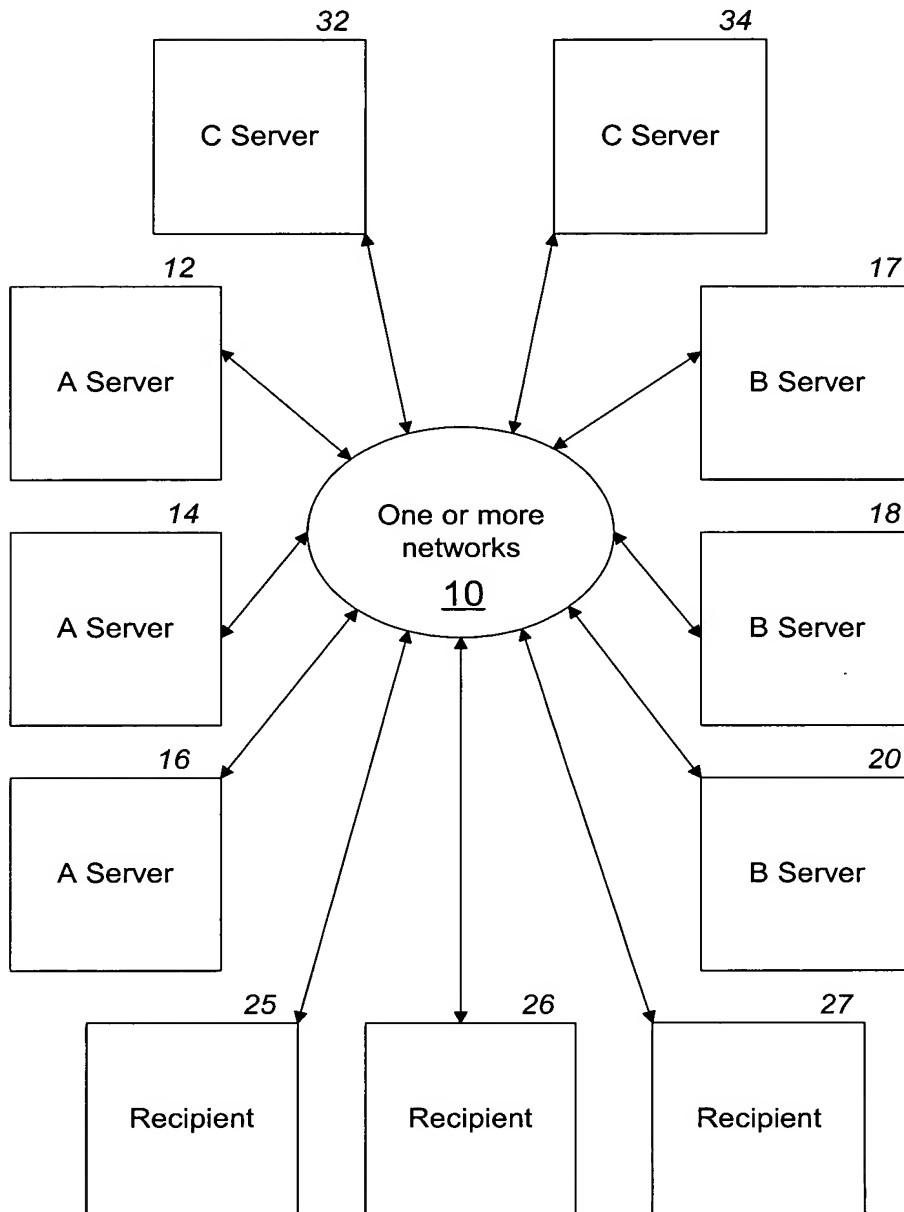 32
34
C Server
C Server
12
17
A Server
B Server
One or more
networks
10
14
18
A Server
B Server
16
20
A Server
B Server
25
26
27
Recipient
Recipient
Recipient